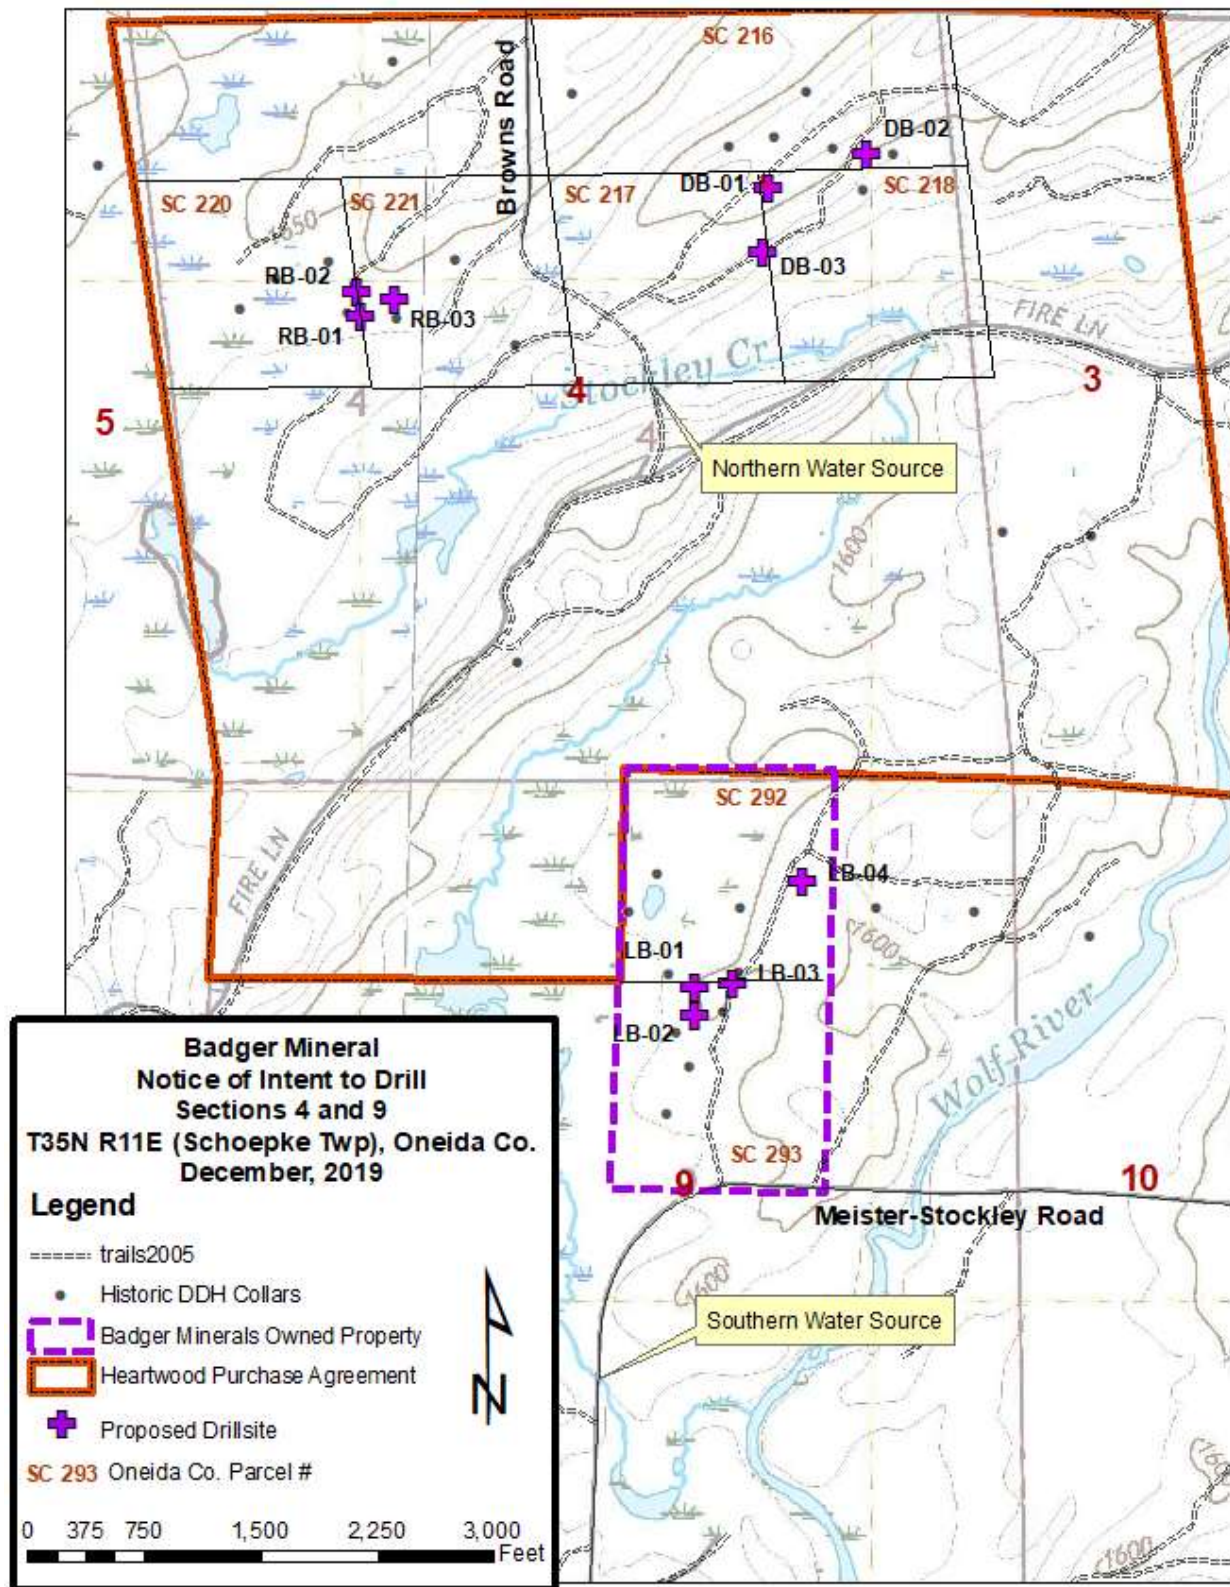 SC 216
Browns Road
DB-02
SC 220
SC 221
SC 217
DB-01
SC 218
1650
RB-02
DB-03
RB-03
RB-01
FIRE LN
Stockley Cr
5
4
4
3
4
Northern Water Source
1600
SC 292
FIRE LN
LB-04
1600
LB-01
LB-03
LB-02
Wolf River
SC 293
9
10
Meister-Stockley Road
1600
Southern Water Source
1600
1600
Badger Mineral
Notice of Intent to Drill
Sections 4 and 9
T35N R11E (Schoepke Twp), Oneida Co.
December, 2019
Legend
trails2005
Historic DDH Collars
Badger Minerals Owned Property
Heartwood Purchase Agreement
Proposed Drillsite
SC 293 Oneida Co. Parcel #
N
0 375 750 1,500 2,250 3,000
Feet